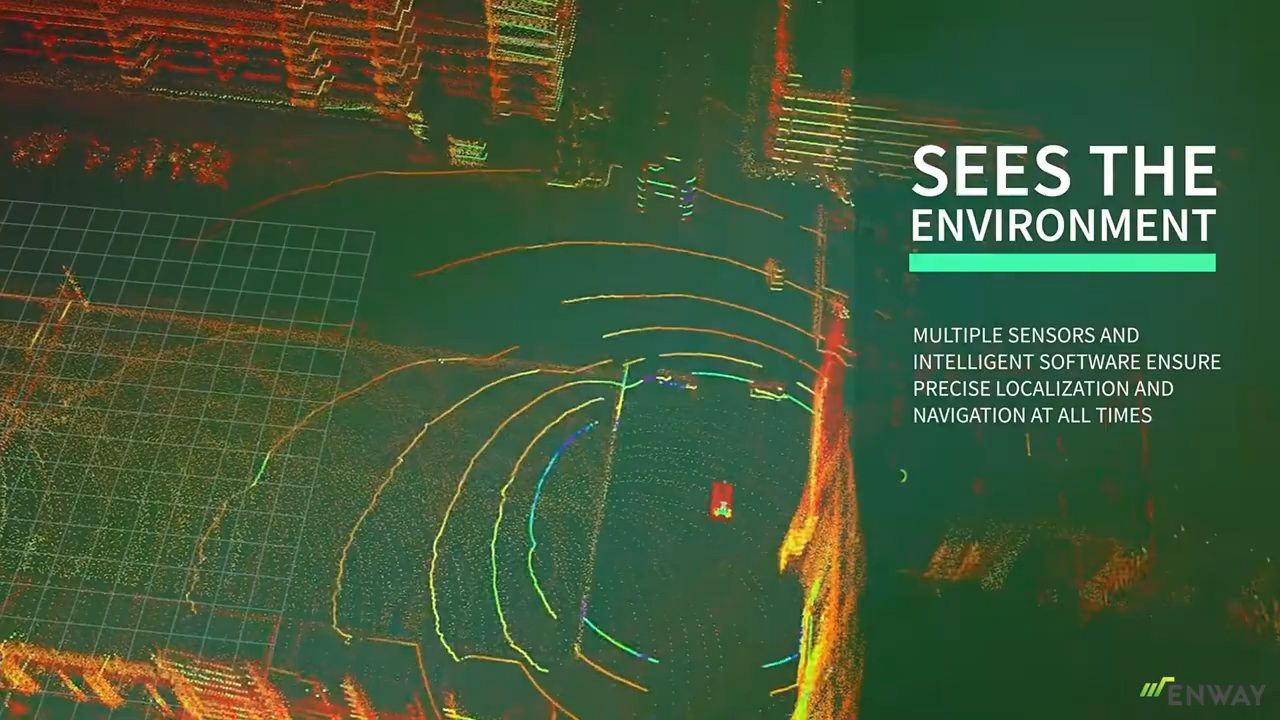 SEES THE
ENVIRONMENT
MULTIPLE SENSORS AND
INTELLIGENT SOFTWARE ENSURE
PRECISE LOCALIZATION AND
NAVIGATION AT ALL TIMES
ENWAY